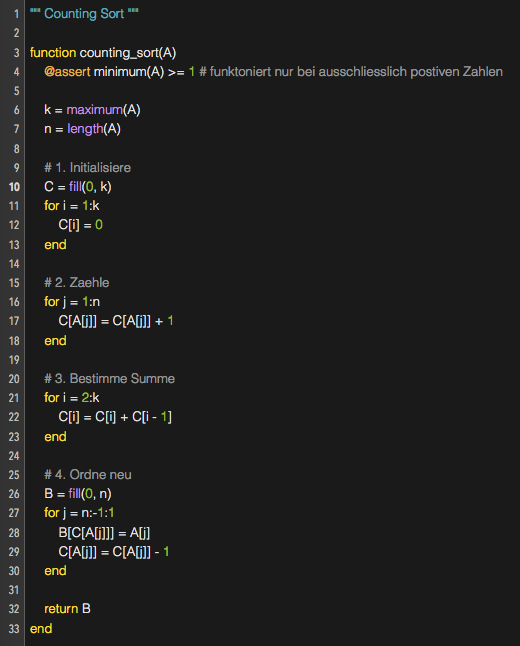 1 """ Counting Sort """
2
3 function counting_sort(A)
4     @assert minimum(A) >= 1 # funktoniert nur bei ausschliesslich postiven Zahlen
5
6     k = maximum(A)
7     n = length(A)
8
9     # 1. Initialisiere
10     C = fill(0, k)
11     for i = 1:k
12         C[i] = 0
13     end
14
15     # 2. Zaehle
16     for j = 1:n
17         C[A[j]] = C[A[j]] + 1
18     end
19
20     # 3. Bestimme Summe
21     for i = 2:k
22         C[i] = C[i] + C[i - 1]
23     end
24
25     # 4. Ordne neu
26     B = fill(0, n)
27     for j = n:-1:1
28         B[C[A[j]]] = A[j]
29         C[A[j]] = C[A[j]] - 1
30     end
31
32     return B
33 end